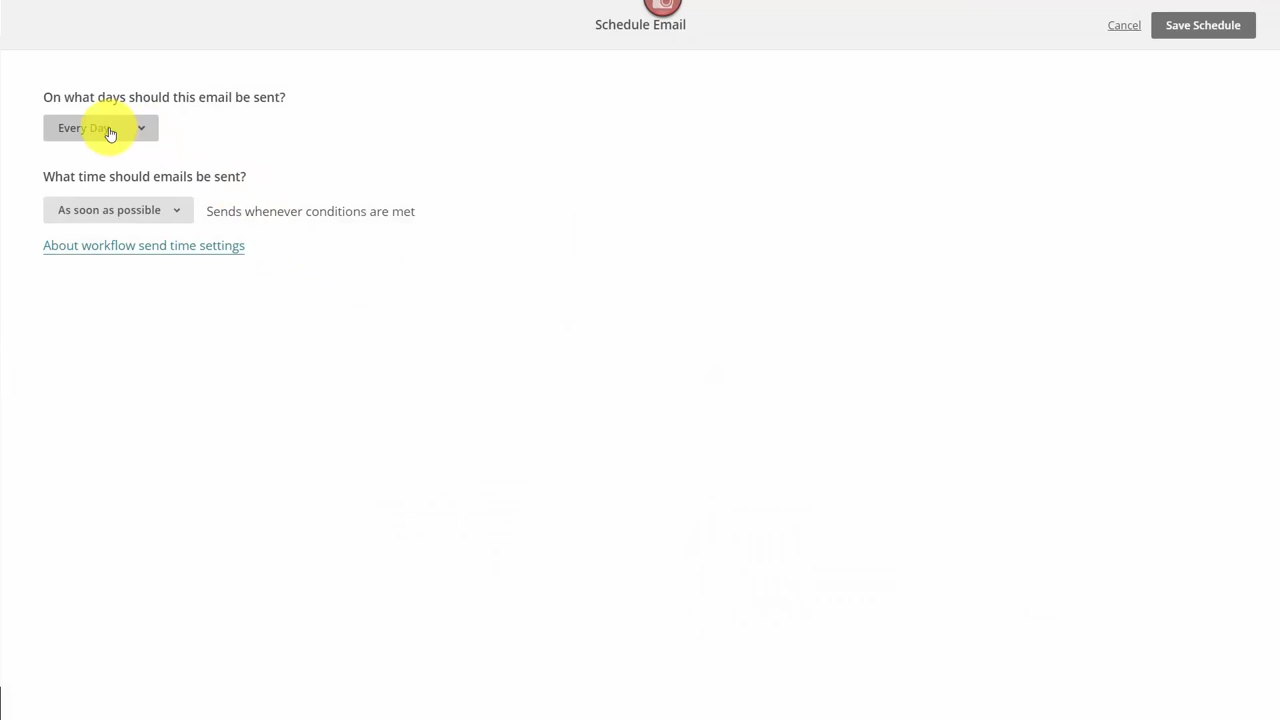 Schedule Email
Cancel
Save Schedule
On what days should this email be sent?
Every Day
What time should emails be sent?
As soon as possible
Sends whenever conditions are met
About workflow send time settings